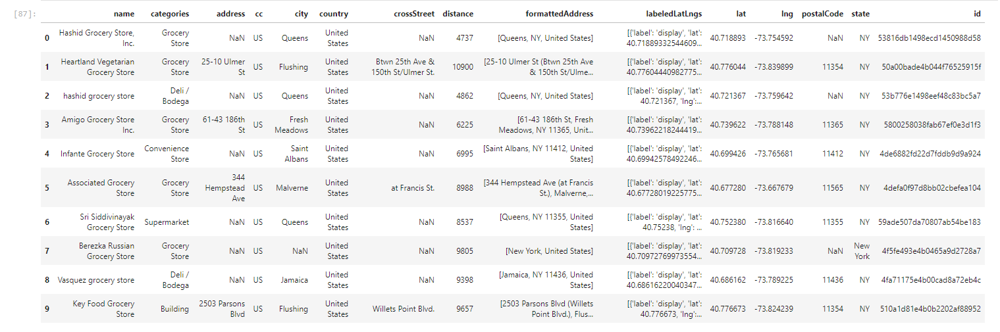 [87]:
name categories address cc city country crossStreet distance formattedAddress labeledLatLngs lat lng postalCode state id
0 Hashid Grocery Store, Inc. Grocery Store NaN US Queens United States NaN 4737 [Queens, NY, United States] [{'label': 'display', 'lat': 40.71889332544609... 40.718893 -73.754592 NaN NY 53816db1498ecd1450988d58
1 Heartland Vegetarian Grocery Store Grocery Store 25-10 Ulmer St US Flushing United States Btwn 25th Ave & 150th St/Ulmer St. 10900 [25-10 Ulmer St (Btwn 25th Ave & 150th St/Ulme... [{'label': 'display', 'lat': 40.77604440982775... 40.776044 -73.839899 11354 NY 50a00bade4b044f76525915f
2 hashid grocery store Deli / Bodega NaN US Queens United States NaN 4862 [Queens, NY, United States] [{'label': 'display', 'lat': 40.721367, 'lng':... 40.721367 -73.759642 NaN NY 53b776e1498eef48c83bc5a7
3 Amigo Grocery Store Inc. Grocery Store 61-43 186th St US Fresh Meadows United States NaN 6225 [61-43 186th St, Fresh Meadows, NY 11365, Unit... [{'label': 'display', 'lat': 40.73962218244419... 40.739622 -73.788148 11365 NY 5800258038fab67ef0e3d1f3
4 Infante Grocery Store Convenience Store NaN US Saint Albans United States NaN 6995 [Saint Albans, NY 11412, United States] [{'label': 'display', 'lat': 40.69942578492246... 40.699426 -73.765681 11412 NY 4de6882fd22d7fddb9d9a924
5 Associated Grocery Store Grocery Store 344 Hempstead Ave US Malverne United States at Francis St. 8988 [344 Hempstead Ave (at Francis St.), Malverne,... [{'label': 'display', 'lat': 40.67728019225775... 40.677280 -73.667679 11565 NY 4defa0f97d8bb02cbefea104
6 Sri Siddivinayak Grocery Store Supermarket NaN US Queens United States NaN 8537 [Queens, NY 11355, United States] [{'label': 'display', 'lat': 40.75238, 'lng': ... 40.752380 -73.816640 11355 NY 59ade507da70807ab54be183
7 Berezka Russian Grocery Store Grocery Store NaN US NaN United States NaN 9805 [New York, United States] [{'label': 'display', 'lat': 40.70972769973554... 40.709728 -73.819233 NaN New York 4f5fe493e4b0465a9d2728a7
8 Vasquez grocery store Deli / Bodega NaN US Jamaica United States NaN 9398 [Jamaica, NY 11436, United States] [{'label': 'display', 'lat': 40.68616220040347... 40.686162 -73.789225 11436 NY 4fa71175e4b00cad8a72eb4c
9 Key Food Grocery Store Building 2503 Parsons Blvd US Flushing United States Willets Point Blvd. 9657 [2503 Parsons Blvd (Willets Point Blvd.), Flus... [{'label': 'display', 'lat': 40.776673, 'lng':... 40.776673 -73.824239 11354 NY 510a1d81e4b0b2202af88952